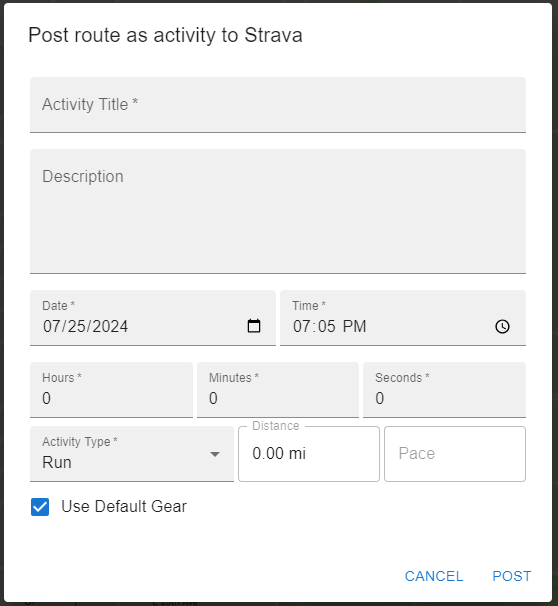 Post route as activity to Strava
Activity Title *
Description
Date * Time *
07/25/2024 07:05 PM
Hours * Minutes * Seconds *
0 0 0
Activity Type * Distance
Run 0.00 mi Pace
Use Default Gear
CANCEL POST